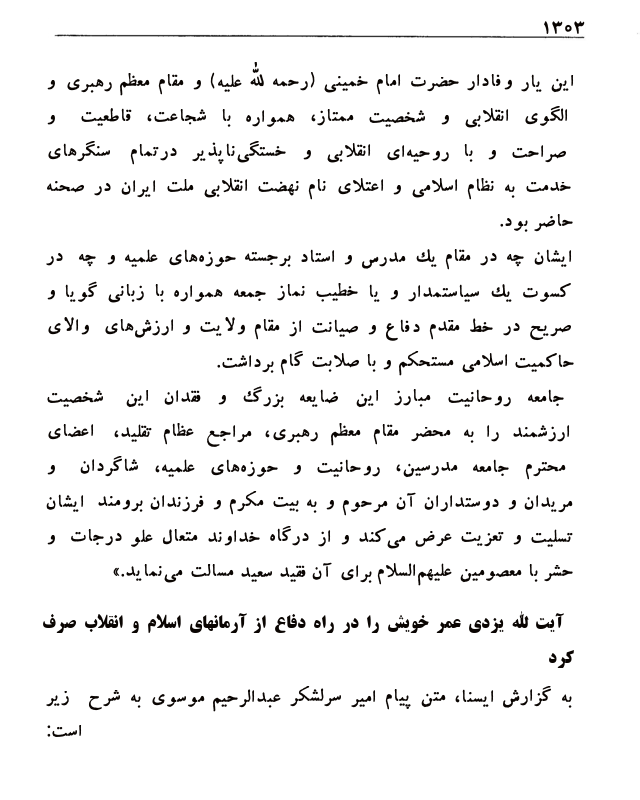 ۱۳۰۳
این یار وفادار حضرت امام خمینی (رحمه لله علیه) و مقام معظم رهبری و
الگوی انقلابی و شخصیت ممتاز، همواره با شجاعت، قاطعیت و
صراحت و با روحیه‌ای انقلابی و خستگی‌ناپذیر درتمام سنگرهای
خدمت به نظام اسلامی و اعتلای نام نهضت انقلابی ملت ایران در صحنه
حاضر بود.
ایشان چه در مقام یك مدرس و استاد برجسته حوزه‌های علمیه و چه در
کسوت یك سیاستمدار و یا خطیب نماز جمعه همواره با زبانی گویا و
صریح در خط مقدم دفاع و صیانت از مقام ولایت و ارزش‌های والای
حاکمیت اسلامی مستحکم و با صلابت گام برداشت.
جامعه روحانیت مبارز این ضایعه بزرگ و فقدان این شخصیت
ارزشمند را به محضر مقام معظم رهبری، مراجع عظام تقلید، اعضای
محترم جامعه مدرسین، روحانیت و حوزه‌های علمیه، شاگردان و
مریدان و دوستداران آن مرحوم و به بیت مکرم و فرزندان برومند ایشان
تسلیت و تعزیت عرض می‌کند و از درگاه خداوند متعال علو درجات و
حشر با معصومین علیهم‌السلام برای آن فقید سعید مسالت می‌نماید.»
آیت لله یزدی عمر خویش را در راه دفاع از آرمانهای اسلام و انقلاب صرف
کرد
به گزارش ایسنا، متن پیام امیر سرلشکر عبدالرحیم موسوی به شرح زیر
است: